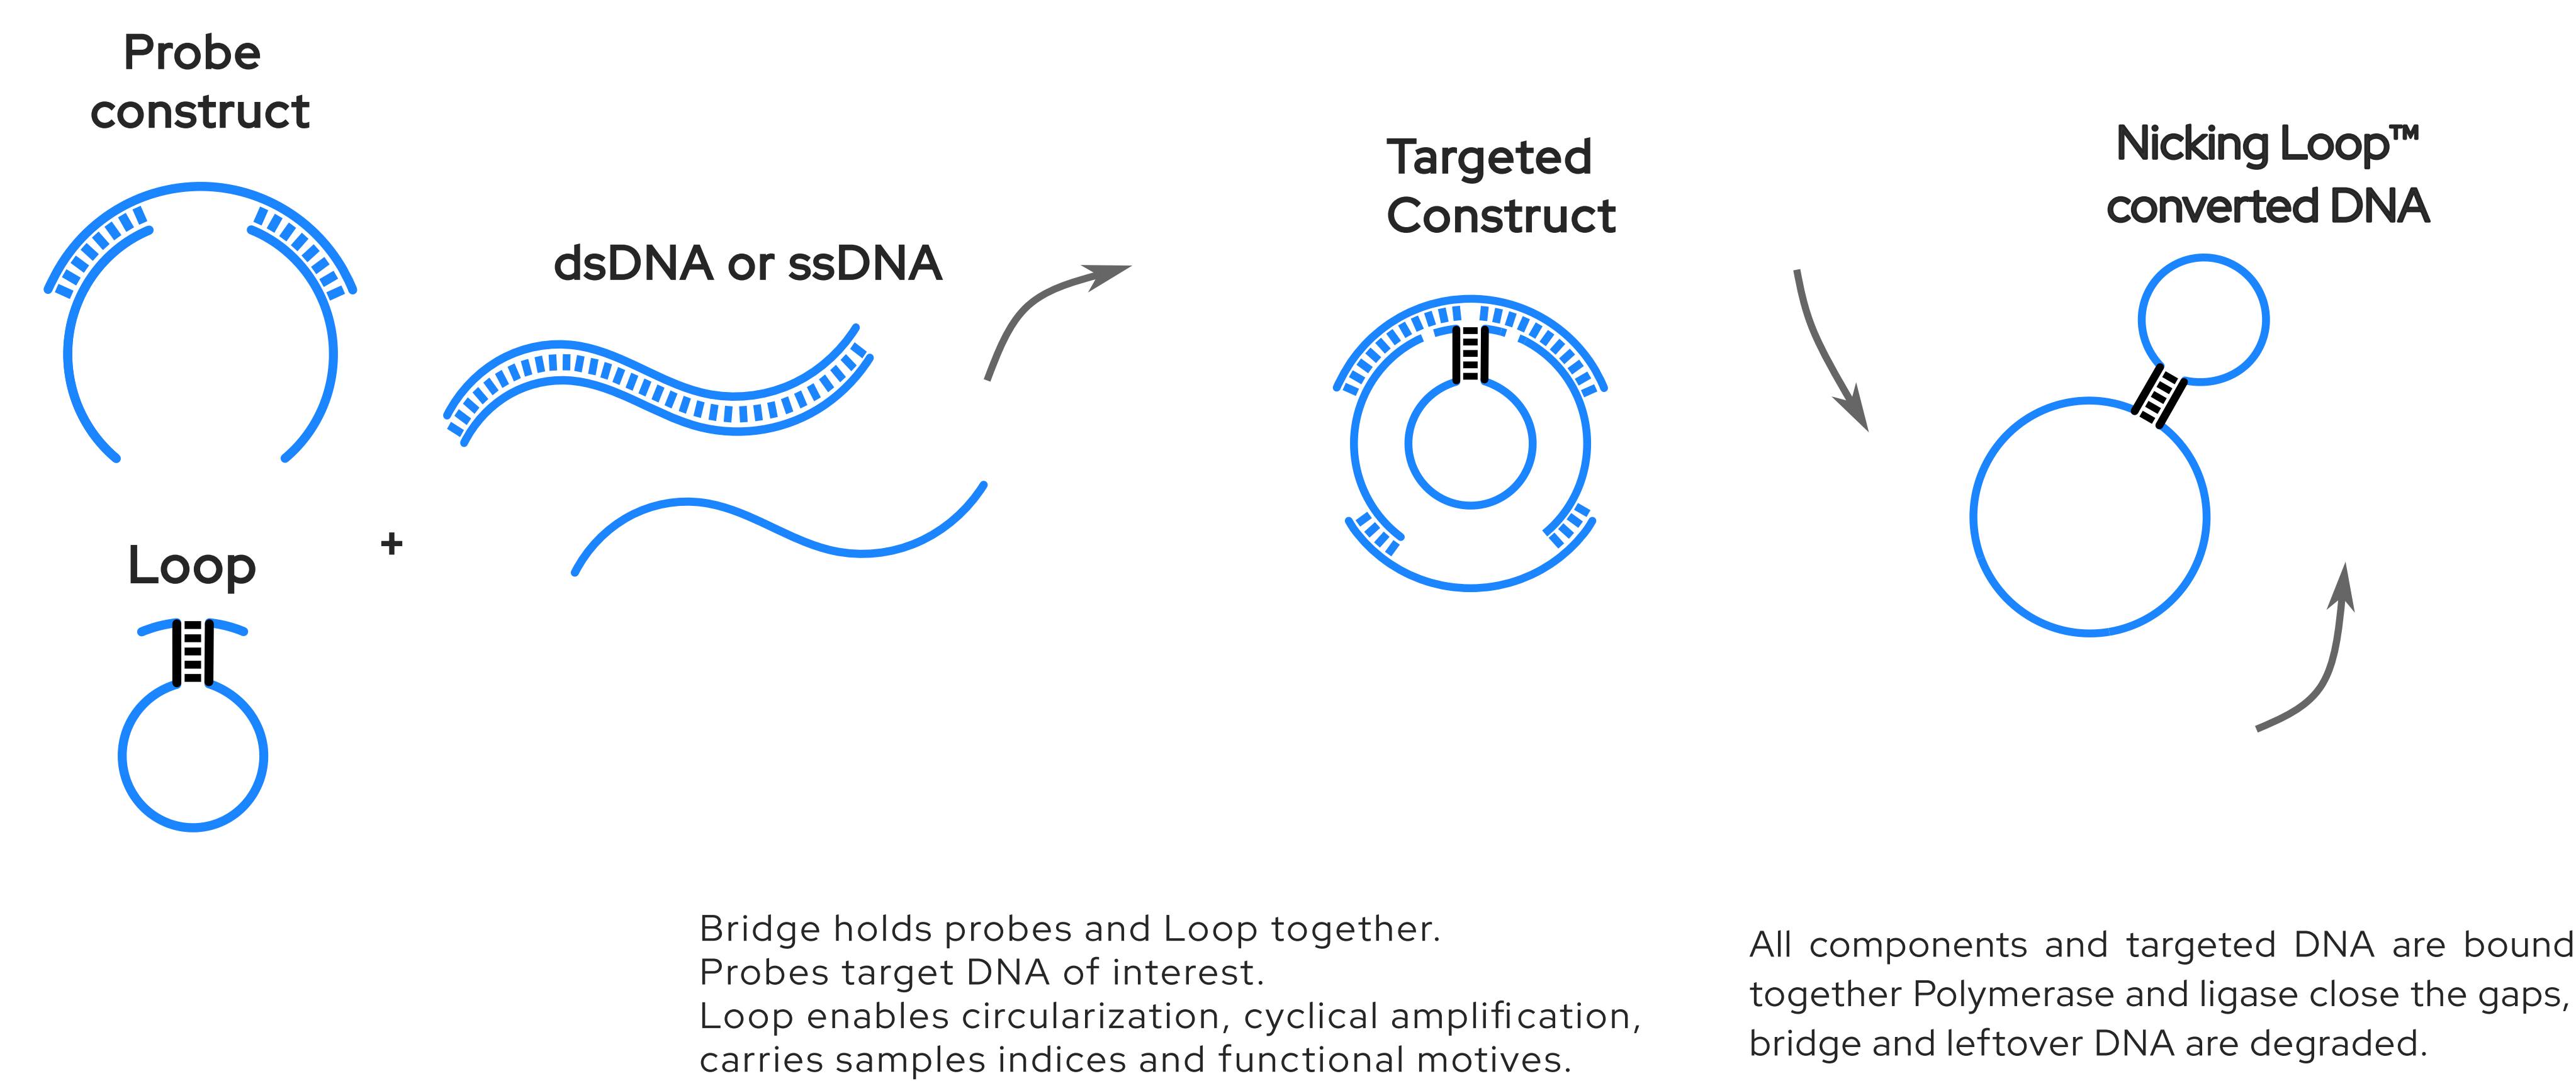 Probe
construct
Loop
+
dsDNA or ssDNA
Targeted
Construct
Nicking Loop™
converted DNA
Bridge holds probes and Loop together.
Probes target DNA of interest.
Loop enables circularization, cyclical amplification,
carries samples indices and functional motives.
All components and targeted DNA are bound
together Polymerase and ligase close the gaps,
bridge and leftover DNA are degraded.